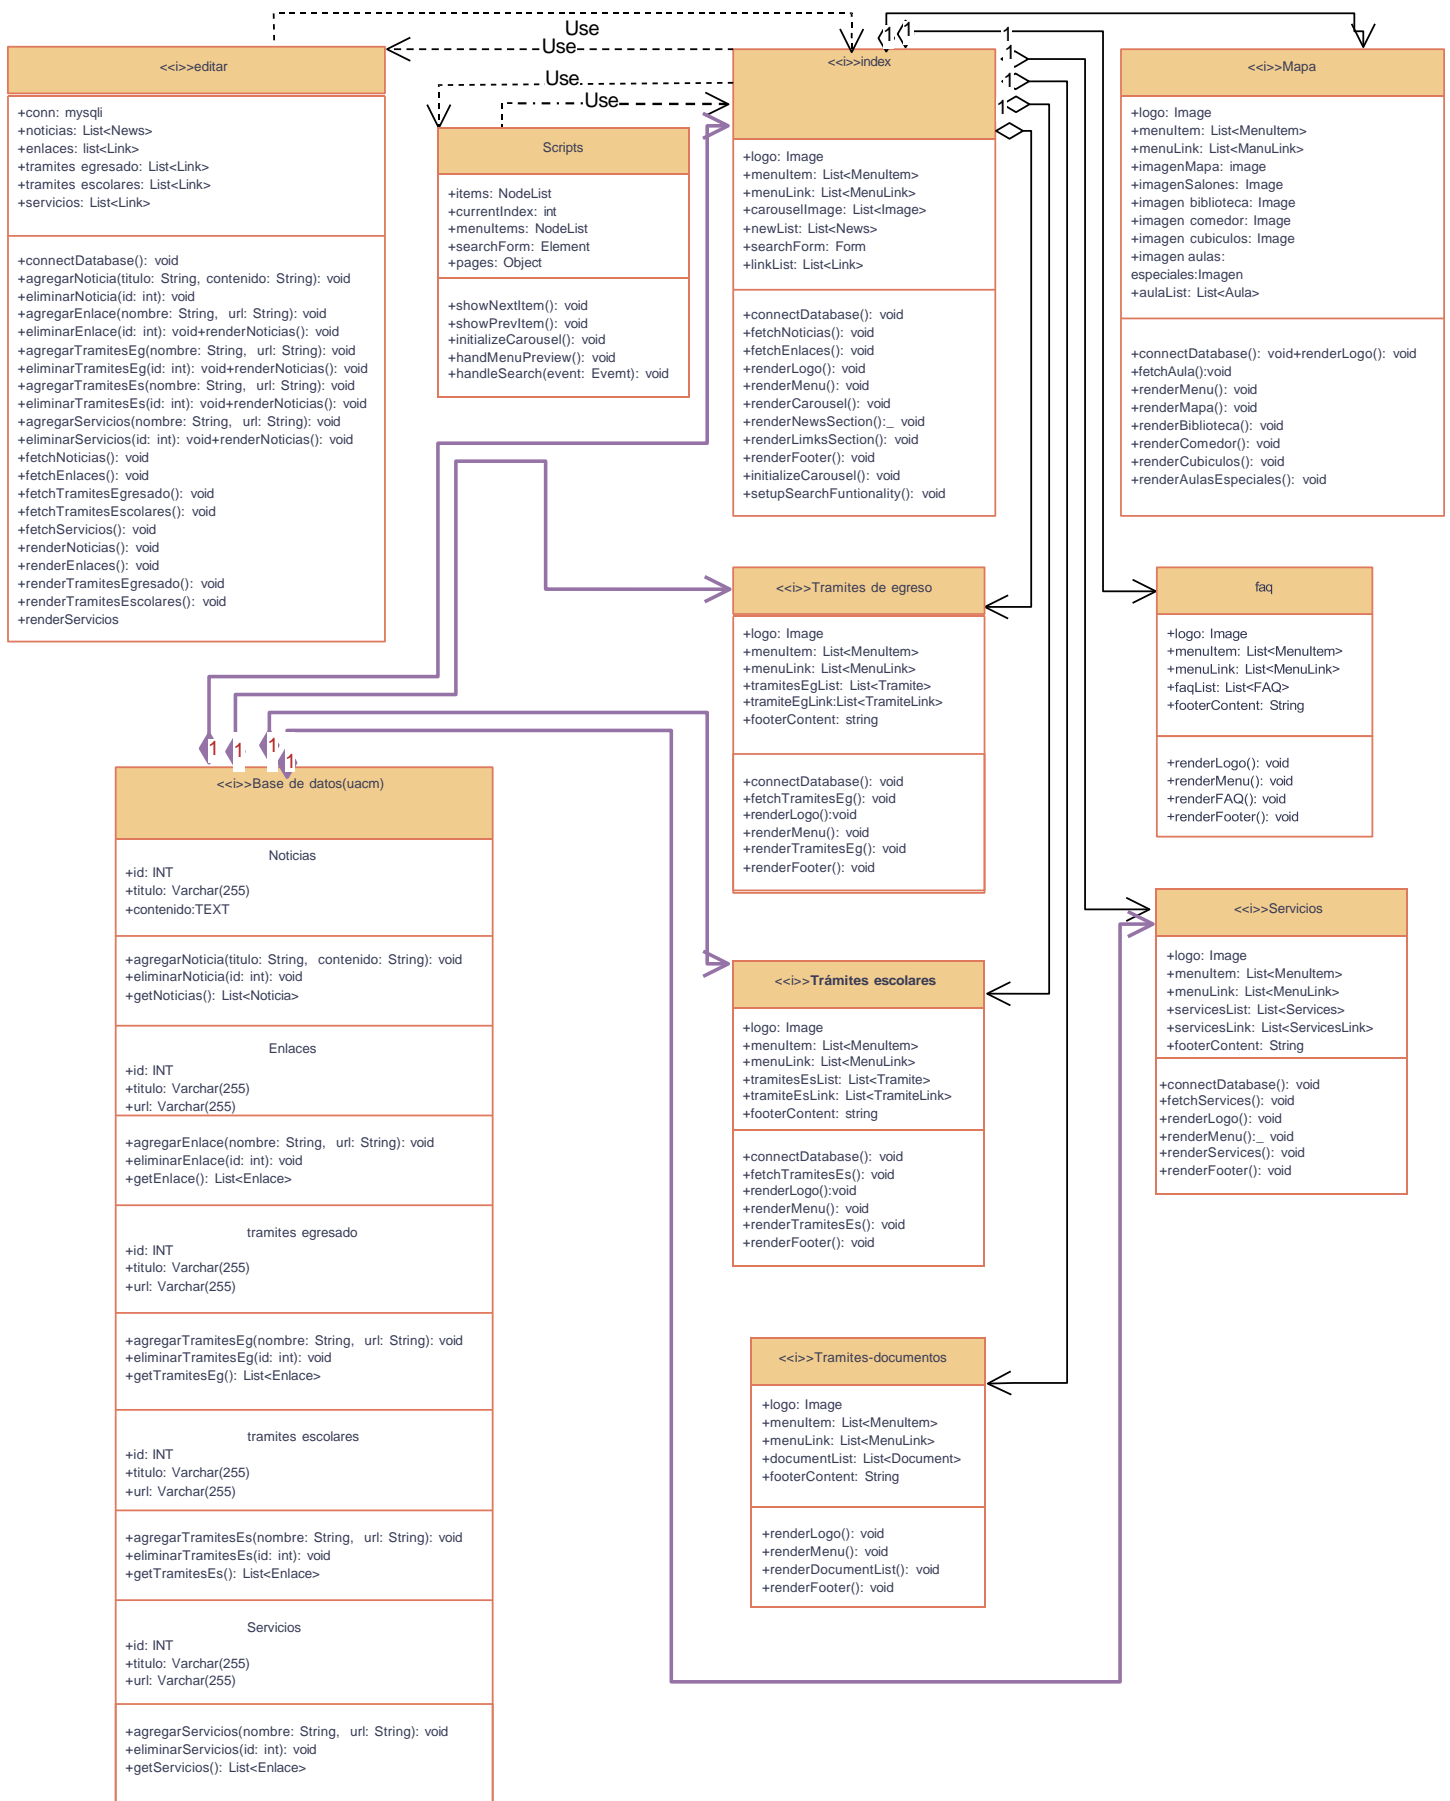 Use
Use
Use
Use
1
1
1
1
1
1
<<i>>editar
+conn: mysqli
+noticias: List<News>
+enlaces: list<Link>
+tramites egresado: List<Link>
+tramites escolares: List<Link>
+servicios: List<Link>
+connectDatabase(): void
+agregarNoticia(titulo: String, contenido: String): void
+eliminarNoticia(id: int): void
+agregarEnlace(nombre: String, url: String): void
+eliminarEnlace(id: int): void+renderNoticias(): void
+agregarTramitesEg(nombre: String, url: String): void
+eliminarTramitesEg(id: int): void+renderNoticias(): void
+agregarTramitesEs(nombre: String, url: String): void
+eliminarTramitesEs(id: int): void+renderNoticias(): void
+agregarServicios(nombre: String, url: String): void
+eliminarServicios(id: int): void+renderNoticias(): void
+fetchNoticias(): void
+fetchEnlaces(): void
+fetchTramitesEgresado(): void
+fetchTramitesEscolares(): void
+fetchServicios(): void
+renderNoticias(): void
+renderEnlaces(): void
+renderTramitesEgresado(): void
+renderTramitesEscolares(): void
+renderServicios
Scripts
+items: NodeList
+currentIndex: int
+menuItems: NodeList
+searchForm: Element
+pages: Object
+showNextItem(): void
+showPrevItem(): void
+initializeCarousel(): void
+handMenuPreview(): void
+handleSearch(event: Evemt): void
<<i>>index
+logo: Image
+menuItem: List<MenuItem>
+menuLink: List<MenuLink>
+carouselImage: List<Image>
+newList: List<News>
+searchForm: Form
+linkList: List<Link>
+connectDatabase(): void
+fetchNoticias(): void
+fetchEnlaces(): void
+renderLogo(): void
+renderMenu(): void
+renderCarousel(): void
+renderNewsSection():_ void
+renderLimksSection(): void
+renderFooter(): void
+initializeCarousel(): void
+setupSearchFuntionality(): void
<<i>>Mapa
+logo: Image
+menuItem: List<MenuItem>
+menuLink: List<ManuLink>
+imagenMapa: image
+imagenSalones: Image
+imagen biblioteca: Image
+imagen comedor: Image
+imagen cubiculos: Image
+imagen aulas:
especiales:Imagen
+aulaList: List<Aula>
+connectDatabase(): void+renderLogo(): void
+fetchAula():void
+renderMenu(): void
+renderMapa(): void
+renderBiblioteca(): void
+renderComedor(): void
+renderCubiculos(): void
+renderAulasEspeciales(): void
<<i>>Tramites de egreso
+logo: Image
+menuItem: List<MenuItem>
+menuLink: List<MenuLink>
+tramitesEgList: List<Tramite>
+tramiteEgLink:List<TramiteLink>
+footerContent: string
+connectDatabase(): void
+fetchTramitesEg(): void
+renderLogo():void
+renderMenu(): void
+renderTramitesEg(): void
+renderFooter(): void
faq
+logo: Image
+menuItem: List<MenuItem>
+menuLink: List<MenuLink>
+faqList: List<FAQ>
+footerContent: String
+renderLogo(): void
+renderMenu(): void
+renderFAQ(): void
+renderFooter(): void
1
1
1
1
<<i>>Base de datos(uacm)
Noticias
+id: INT
+titulo: Varchar(255)
+contenido:TEXT
+agregarNoticia(titulo: String, contenido: String): void
+eliminarNoticia(id: int): void
+getNoticias(): List<Noticia>
Enlaces
+id: INT
+titulo: Varchar(255)
+url: Varchar(255)
+agregarEnlace(nombre: String, url: String): void
+eliminarEnlace(id: int): void
+getEnlace(): List<Enlace>
tramites egresado
+id: INT
+titulo: Varchar(255)
+url: Varchar(255)
+agregarTramitesEg(nombre: String, url: String): void
+eliminarTramitesEg(id: int): void
+getTramitesEg(): List<Enlace>
tramites escolares
+id: INT
+titulo: Varchar(255)
+url: Varchar(255)
+agregarTramitesEs(nombre: String, url: String): void
+eliminarTramitesEs(id: int): void
+getTramitesEs(): List<Enlace>
Servicios
+id: INT
+titulo: Varchar(255)
+url: Varchar(255)
+agregarServicios(nombre: String, url: String): void
+eliminarServicios(id: int): void
+getServicios(): List<Enlace>
<<i>>Trámites escolares
+logo: Image
+menuItem: List<MenuItem>
+menuLink: List<MenuLink>
+tramitesEsList: List<Tramite>
+tramiteEsLink: List<TramiteLink>
+footerContent: string
+connectDatabase(): void
+fetchTramitesEs(): void
+renderLogo():void
+renderMenu(): void
+renderTramitesEs(): void
+renderFooter(): void
<<i>>Servicios
+logo: Image
+menuItem: List<MenuItem>
+menuLink: List<MenuLink>
+servicesList: List<Services>
+servicesLink: List<ServicesLink>
+footerContent: String
+connectDatabase(): void
+fetchServices(): void
+renderLogo(): void
+renderMenu():_ void
+renderServices(): void
+renderFooter(): void
<<i>>Tramites-documentos
+logo: Image
+menuItem: List<MenuItem>
+menuLink: List<MenuLink>
+documentList: List<Document>
+footerContent: String
+renderLogo(): void
+renderMenu(): void
+renderDocumentList(): void
+renderFooter(): void